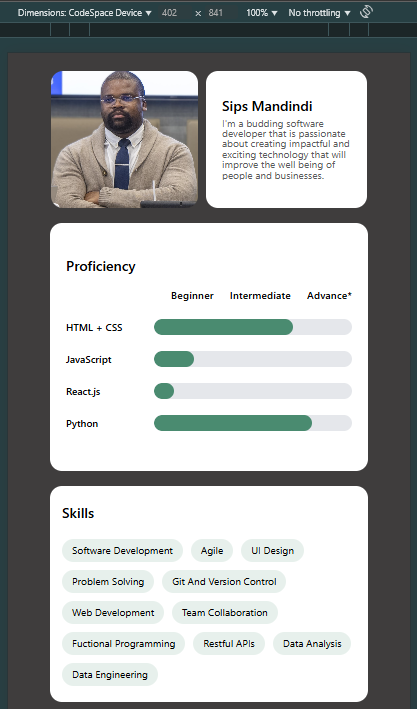 Dimensions: CodeSpace Device ▼ 402 × 841 100% ▼ No throttling ▼
Sips Mandindi
I'm a budding software
developer that is passionate
about creating impactful and
exciting technology that will
improve the well being of
people and businesses.
Proficiency
Beginner Intermediate Advance*
HTML + CSS
JavaScript
React.js
Python
Skills
Software Development Agile UI Design
Problem Solving Git And Version Control
Web Development Team Collaboration
Fuctional Programming Restful APIs Data Analysis
Data Engineering